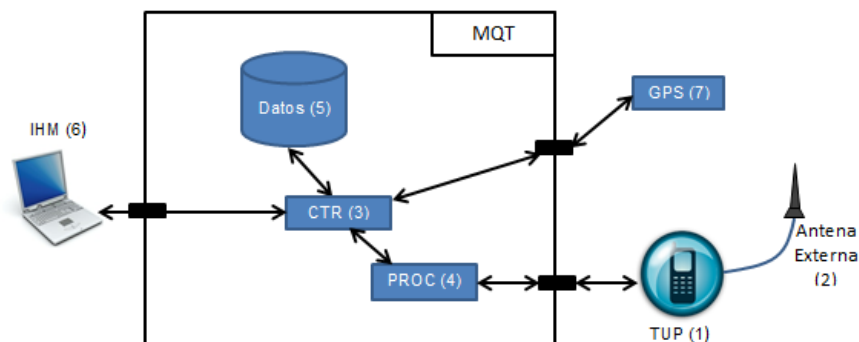 MQT
Datos (5)
GPS (7)
IHM (6)
CTR (3)
PROC (4)
Antena
Externa
(2)
TUP (1)